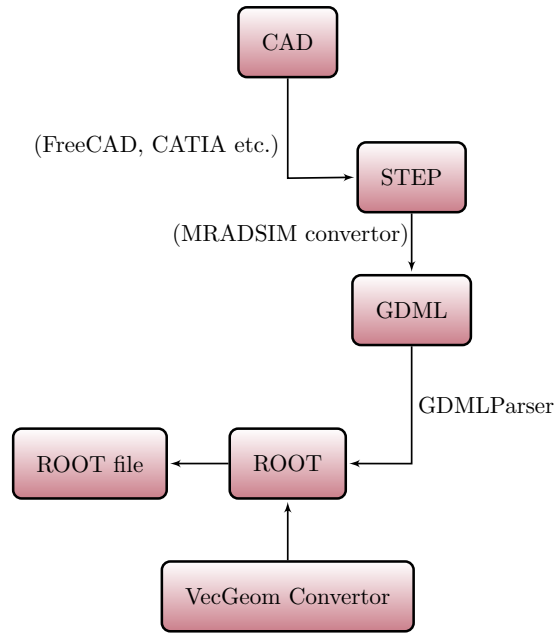 CAD
(FreeCAD, CATIA etc.)
STEP
(MRADSIM convertor)
GDML
GDMLParser
ROOT file
ROOT
VecGeom Convertor